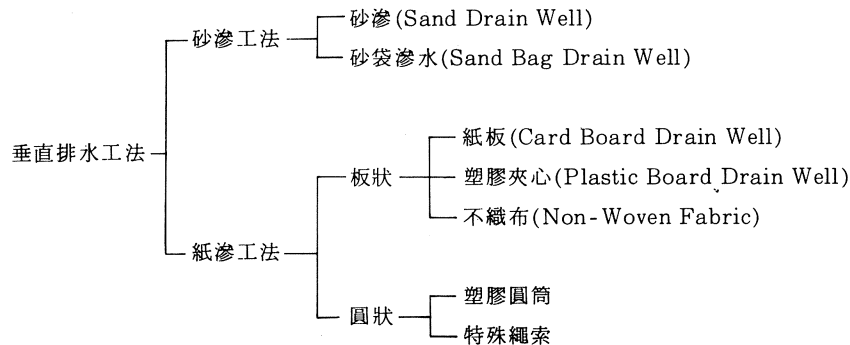 砂滲(Sand Drain Well)
砂滲工法
砂袋滲水(Sand Bag Drain Well)
紙板(Card Board Drain Well)
垂直排水工法
板狀
塑膠夾心(Plastic Board Drain Well)
不織布(Non-Woven Fabric)
紙滲工法
塑膠圓筒
圓狀
特殊繩索